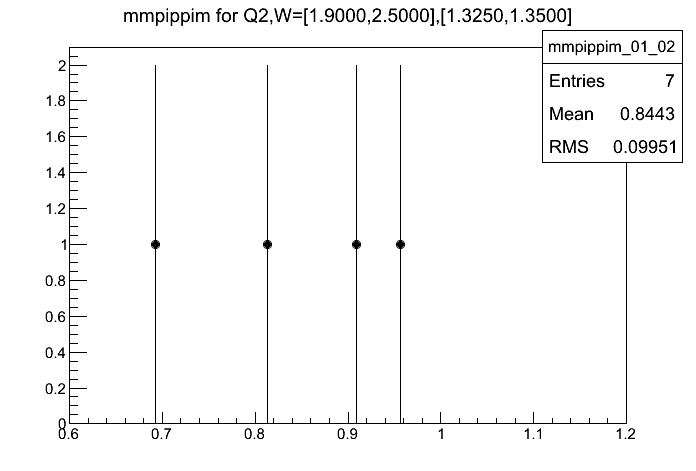 mmpippim for Q2,W=[1.9000,2.5000],[1.3250,1.3500]
mmpippim_01_02
Entries 7
Mean 0.8443
RMS 0.09951
2
1.8
1.6
1.4
1.2
1
0.8
0.6
0.4
0.2
0
0.6 0.7 0.8 0.9 1 1.1 1.2